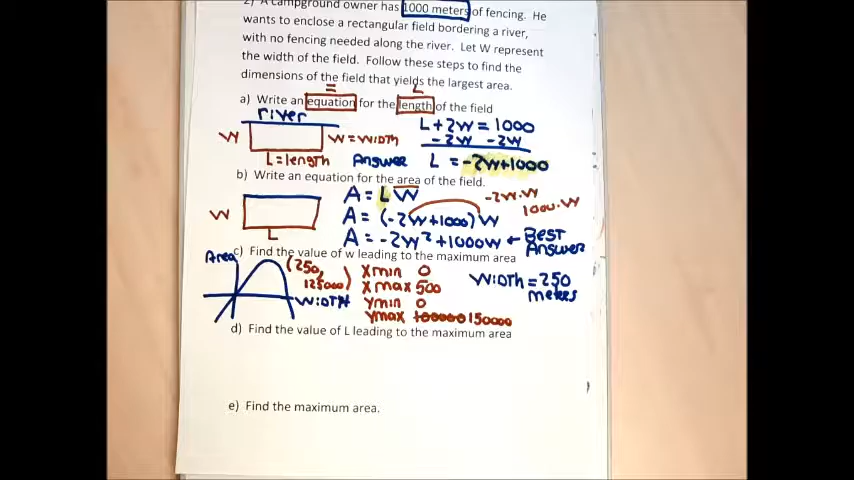 2) A campground owner has 1000 meters of fencing. He
wants to enclose a rectangular field bordering a river,
with no fencing needed along the river. Let W represent
the width of the field. Follow these steps to find the
dimensions of the field that yields the largest area.
= L
a) Write an equation for the length of the field
river
W W = WIDTH
L = length
L + 2W = 1000
-2W -2W
Answer L = -2W+1000
b) Write an equation for the area of the field.
W
L
A = L W
A = (-2W+1000)W
-2W·W
1000·W
A = -2W² + 1000W ← BEST Answer
c) Find the value of w leading to the maximum area
Area
(250, 125000)
WIDTH
Xmin 0
Xmax 500
Ymin 0
Ymax 100000 150000
WIDTH = 250 meters
d) Find the value of L leading to the maximum area
e) Find the maximum area.